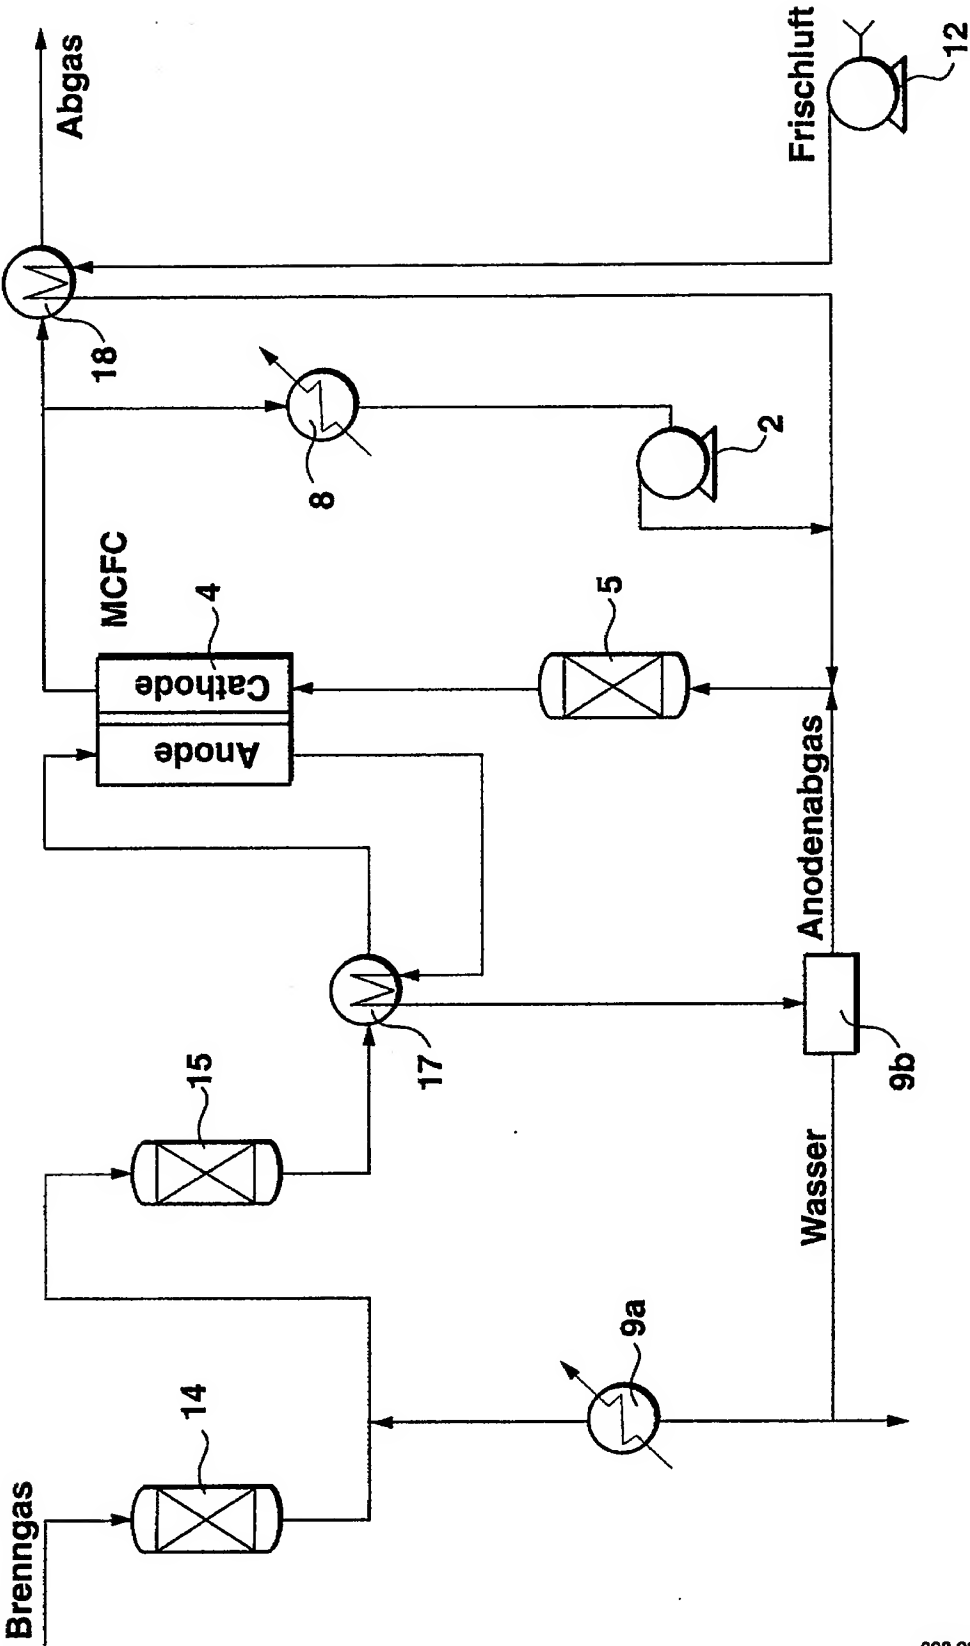 Brenngas
14
15
17
MCFC
Anode
Cathode
4
18
Abgas
8
2
5
9a
Wasser
9b
Anodenabgas
Frischluft
12